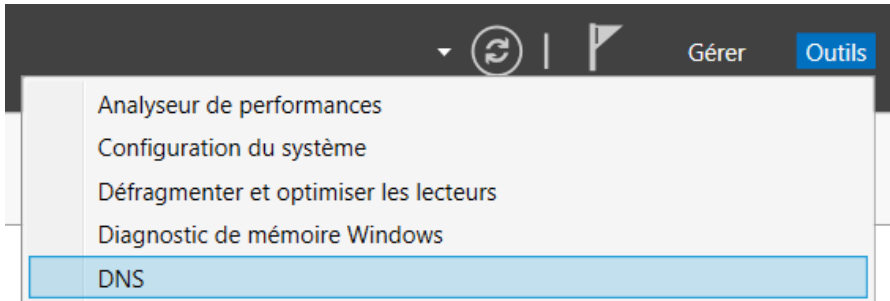 Gérer Outils
Analyseur de performances
Configuration du système
Défragmenter et optimiser les lecteurs
Diagnostic de mémoire Windows
DNS